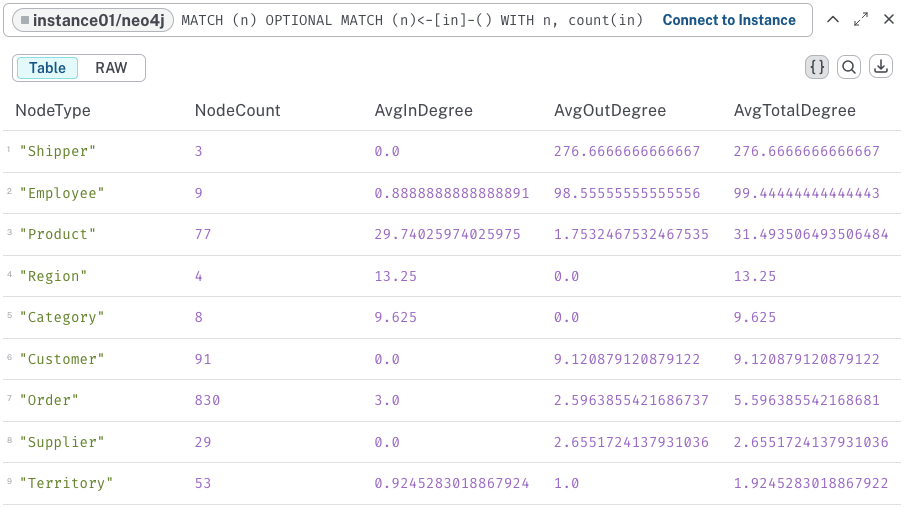 instance01/neo4j MATCH (n) OPTIONAL MATCH (n)<-[in]-() WITH n, count(in) Connect to Instance
Table RAW {}
NodeType NodeCount AvgInDegree AvgOutDegree AvgTotalDegree
1 "Shipper" 3 0.0 276.6666666666667 276.6666666666667
2 "Employee" 9 0.8888888888888891 98.55555555555556 99.44444444444443
3 "Product" 77 29.74025974025975 1.7532467532467535 31.493506493506484
4 "Region" 4 13.25 0.0 13.25
5 "Category" 8 9.625 0.0 9.625
6 "Customer" 91 0.0 9.120879120879122 9.120879120879122
7 "Order" 830 3.0 2.5963855421686737 5.596385542168681
8 "Supplier" 29 0.0 2.6551724137931036 2.6551724137931036
9 "Territory" 53 0.9245283018867924 1.0 1.9245283018867922